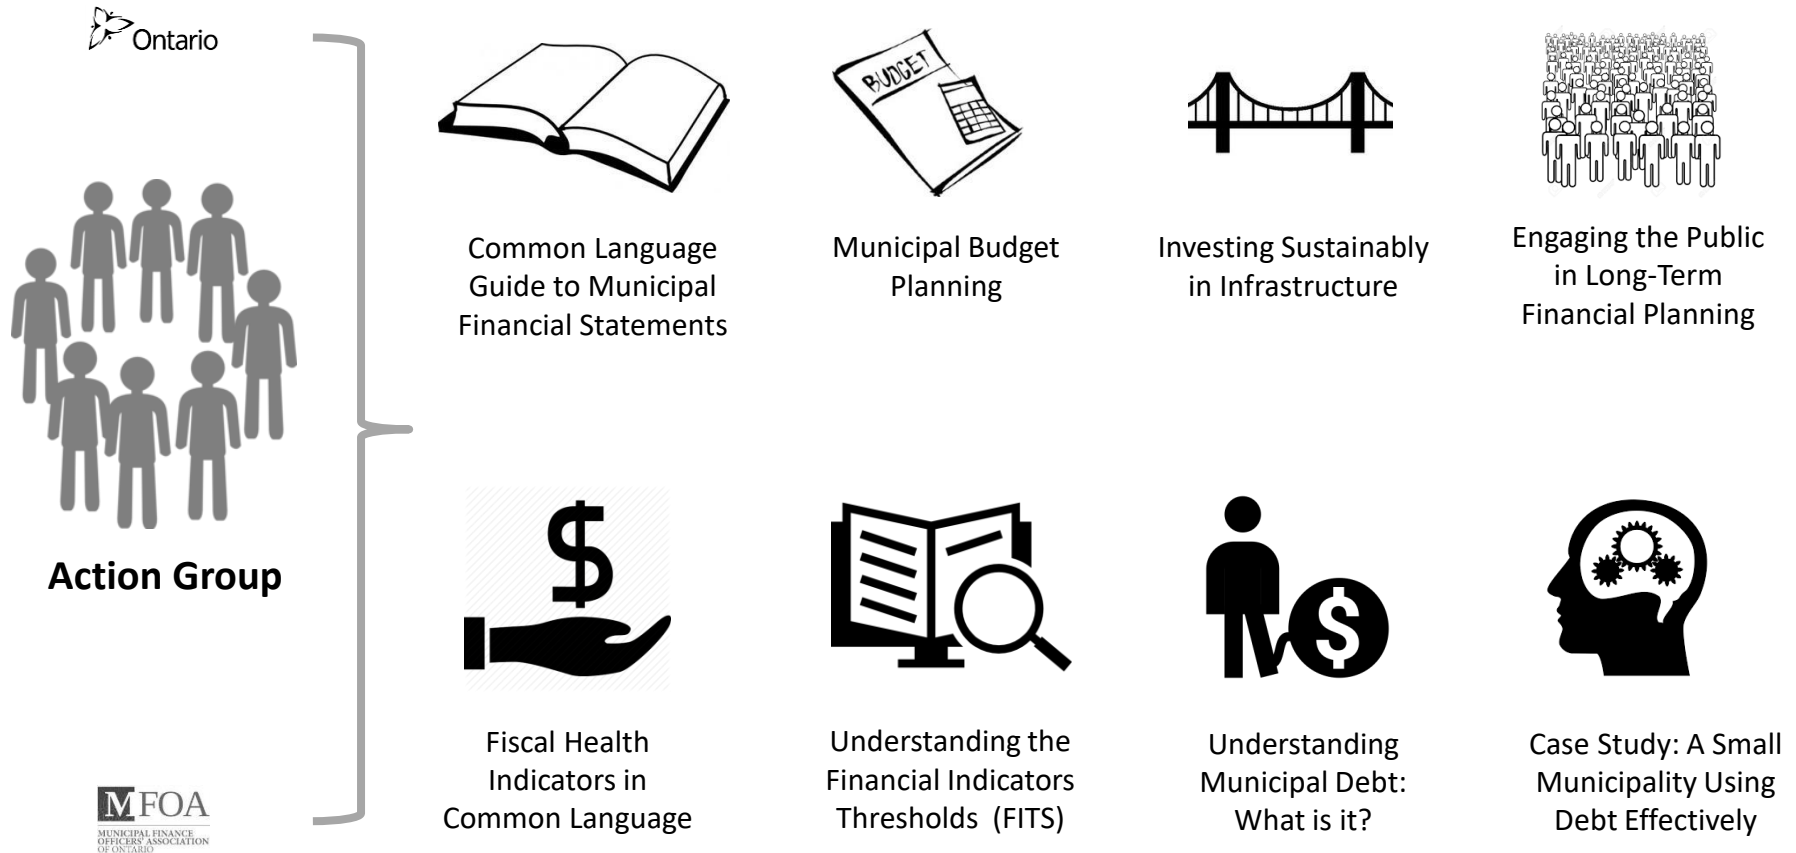 Ontario
Action Group
MFOA
MUNICIPAL FINANCE
OFFICERS' ASSOCIATION
OF ONTARIO
BUDGET
Common Language
Guide to Municipal
Financial Statements
Municipal Budget
Planning
Investing Sustainably
in Infrastructure
Engaging the Public
in Long-Term
Financial Planning
$
Fiscal Health
Indicators in
Common Language
Understanding the
Financial Indicators
Thresholds (FITS)
$
Understanding
Municipal Debt:
What is it?
Case Study: A Small
Municipality Using
Debt Effectively